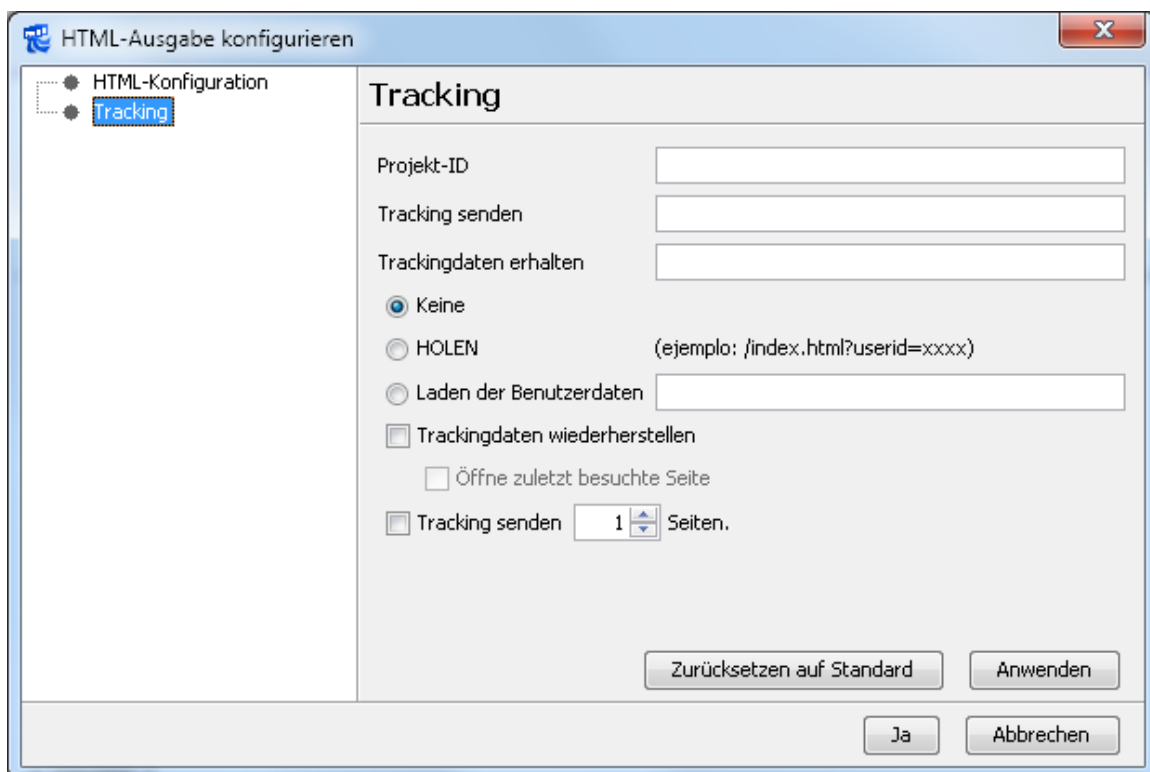 HTML-Ausgabe konfigurieren
HTML-Konfiguration
Tracking
Tracking
Projekt-ID
Tracking senden
Trackingdaten erhalten
Keine
HOLEN (ejemplo: /index.html?userid=xxxx)
Laden der Benutzerdaten
Trackingdaten wiederherstellen
Öffne zuletzt besuchte Seite
Tracking senden 1 Seiten.
Zurücksetzen auf Standard Anwenden
Ja Abbrechen